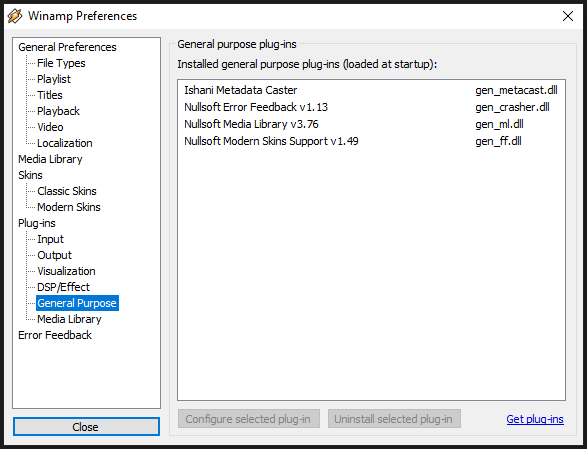 Winamp Preferences
General Preferences
File Types
Playlist
Titles
Playback
Video
Localization
Media Library
Skins
Classic Skins
Modern Skins
Plug-ins
Input
Output
Visualization
DSP/Effect
General Purpose
Media Library
Error Feedback
Close
General purpose plug-ins
Installed general purpose plug-ins (loaded at startup):
Ishani Metadata Caster gen_metacast.dll
Nullsoft Error Feedback v1.13 gen_crasher.dll
Nullsoft Media Library v3.76 gen_ml.dll
Nullsoft Modern Skins Support v1.49 gen_ff.dll
Configure selected plug-in Uninstall selected plug-in Get plug-ins